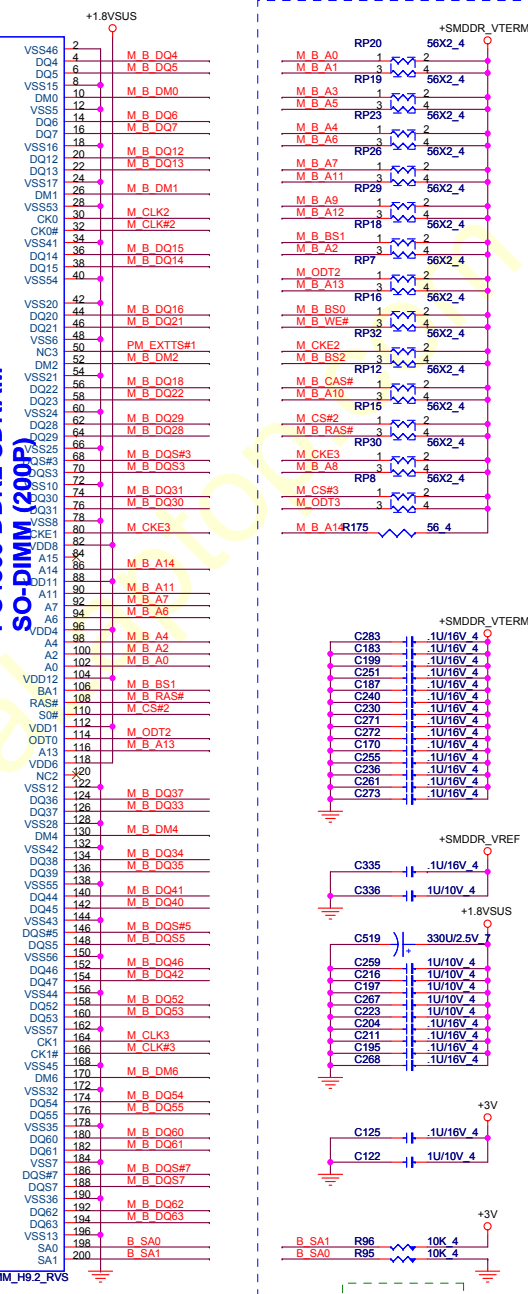 +1.8VSUS
VSS46 2
DQ4 4 M_B_DQ4
DQ5 6 M_B_DQ5
VSS15 8
DM0 10 M_B_DM0
VSS5 12
DQ6 14 M_B_DQ6
DQ7 16 M_B_DQ7
VSS16 18
DQ12 20 M_B_DQ12
DQ13 22 M_B_DQ13
VSS17 24
DM1 26 M_B_DM1
VSS53 28
CK0 30 M_CLK2
CK0# 32 M_CLK#2
VSS41 34
DQ14 36 M_B_DQ15
DQ15 38 M_B_DQ14
VSS54 40
VSS20 42
DQ20 44 M_B_DQ16
DQ21 46 M_B_DQ21
VSS6 48
NC3 50 PM_EXTTS#1
DM2 52 M_B_DM2
VSS21 54
DQ22 56 M_B_DQ18
DQ23 58 M_B_DQ22
VSS24 60
DQ28 62 M_B_DQ29
DQ29 64 M_B_DQ28
VSS25 66
DQS#3 68 M_B_DQS#3
DQS3 70 M_B_DQS3
VSS10 72
DQ30 74 M_B_DQ31
DQ31 76 M_B_DQ30
VSS8 78
CKE1 80 M_CKE3
VDD8 82
A15 84
A14 86 M_B_A14
VDD11 88
A11 90 M_B_A11
A7 92 M_B_A7
A6 94 M_B_A6
VDD4 96
A4 98 M_B_A4
A2 100 M_B_A2
A0 102 M_B_A0
VDD12 104
BA1 106 M_B_BS1
RAS# 108 M_B_RAS#
S0# 110 M_CS#2
VDD1 112
ODT0 114 M_ODT2
A13 116 M_B_A13
VDD6 118
NC2 120
VSS12 122
DQ36 124 M_B_DQ37
DQ37 126 M_B_DQ33
VSS28 128
DM4 130 M_B_DM4
VSS42 132
DQ38 134 M_B_DQ34
DQ39 136 M_B_DQ35
VSS55 138
DQ44 140 M_B_DQ41
DQ45 142 M_B_DQ40
VSS43 144
DQS#5 146 M_B_DQS#5
DQS5 148 M_B_DQS5
VSS56 150
DQ46 152 M_B_DQ46
DQ47 154 M_B_DQ42
VSS44 156
DQ52 158 M_B_DQ52
DQ53 160 M_B_DQ53
VSS57 162
CK1 164 M_CLK3
CK1# 166 M_CLK#3
VSS45 168
DM6 170 M_B_DM6
VSS32 172
DQ54 174 M_B_DQ54
DQ55 176 M_B_DQ55
VSS35 178
DQ60 180 M_B_DQ60
DQ61 182 M_B_DQ61
VSS7 184
DQS#7 186 M_B_DQS#7
DQS7 188 M_B_DQS7
VSS36 190
DQ62 192 M_B_DQ62
DQ63 194 M_B_DQ63
VSS13 196
SA0 198 B_SA0
SA1 200 B_SA1
SO-DIMM (200P)
MM_H9.2_RVS
+SMDDR_VTERM
RP20 56X2_4
M_B_A0 1 2
M_B_A1 3 4
RP19 56X2_4
M_B_A3 1 2
M_B_A5 3 4
RP23 56X2_4
M_B_A4 1 2
M_B_A6 3 4
RP26 56X2_4
M_B_A7 1 2
M_B_A11 3 4
RP29 56X2_4
M_B_A9 1 2
M_B_A12 3 4
RP18 56X2_4
M_B_BS1 1 2
M_B_A2 3 4
RP7 56X2_4
M_ODT2 1 2
M_B_A13 3 4
RP16 56X2_4
M_B_BS0 1 2
M_B_WE# 3 4
RP32 56X2_4
M_CKE2 1 2
M_B_BS2 3 4
RP12 56X2_4
M_B_CAS# 1 2
M_B_A10 3 4
RP15 56X2_4
M_CS#2 1 2
M_B_RAS# 3 4
RP30 56X2_4
M_CKE3 1 2
M_B_A8 3 4
RP8 56X2_4
M_CS#3 1 2
M_ODT3 3 4
M_B_A14 R175 56_4
+SMDDR_VTERM
C283 .1U/16V_4
C183 .1U/16V_4
C199 .1U/16V_4
C251 .1U/16V_4
C187 .1U/16V_4
C240 .1U/16V_4
C230 .1U/16V_4
C271 .1U/16V_4
C272 .1U/16V_4
C170 .1U/16V_4
C255 .1U/16V_4
C236 .1U/16V_4
C261 .1U/16V_4
C273 .1U/16V_4
+SMDDR_VREF
C335 .1U/16V_4
C336 1U/10V_4
+1.8VSUS
C519 330U/2.5V_7
+
C259 1U/10V_4
C216 1U/10V_4
C197 1U/10V_4
C267 1U/10V_4
C223 1U/10V_4
C204 .1U/16V_4
C211 .1U/16V_4
C195 .1U/16V_4
C268 .1U/16V_4
+3V
C125 .1U/16V_4
C122 1U/10V_4
+3V
B_SA1 R96 10K_4
B_SA0 R95 10K_4